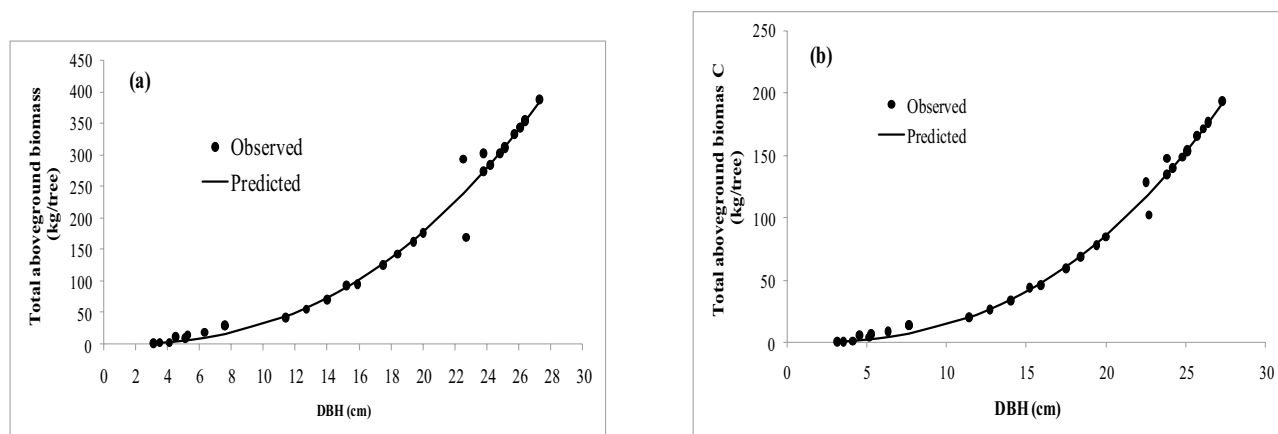 (a)
Total aboveground biomass
(kg/tree)
450
400
350
300
250
200
150
100
50
0
Observed
Predicted
0 2 4 6 8 10 12 14 16 18 20 22 24 26 28 30
DBH (cm)
(b)
Total aboveground biomas C
(kg/tree)
250
200
150
100
50
0
Observed
Predicted
0 5 10 15 20 25 30
DBH (cm)